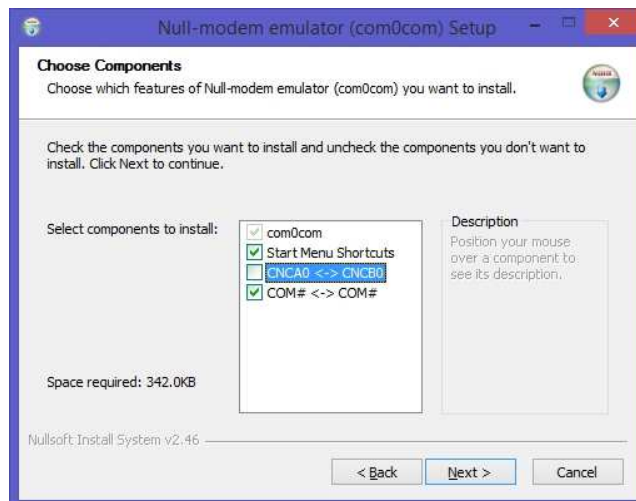 Null-modem emulator (com0com) Setup
Choose Components
Choose which features of Null-modem emulator (com0com) you want to install.
Check the components you want to install and uncheck the components you don't want to
install. Click Next to continue.
Select components to install:
com0com
Start Menu Shortcuts
CNCA0 <-> CNCB0
COM# <-> COM#
Description
Position your mouse
over a component to
see its description.
Space required: 342.0KB
Nullsoft Install System v2.46
< Back
Next >
Cancel